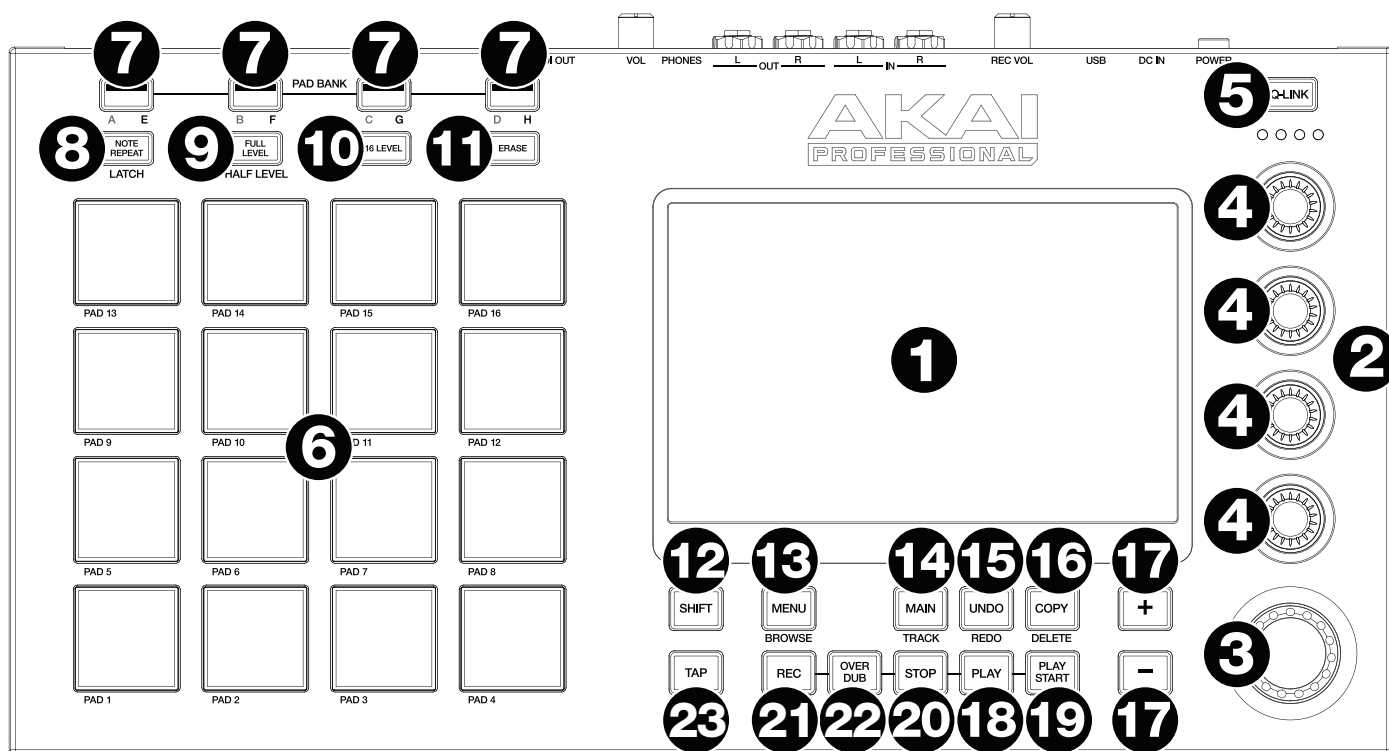 7 7 7 7
OUT VOL PHONES L OUT R L IN R REC VOL USB DC IN POWER
PAD BANK
A E B F C G D H
5 Q-LINK
8 NOTE REPEAT 9 FULL LEVEL 10 16 LEVEL 11 ERASE
LATCH HALF LEVEL
AKAI
PROFESSIONAL
4
PAD 13 PAD 14 PAD 15 PAD 16
4
1
2
4
PAD 9 PAD 10 PAD 11 PAD 12
6
4
PAD 5 PAD 6 PAD 7 PAD 8
12 13 14 15 16 17
SHIFT MENU MAIN UNDO COPY +
BROWSE TRACK REDO DELETE
3
TAP REC OVER DUB STOP PLAY PLAY START −
PAD 1 PAD 2 PAD 3 PAD 4
23 21 22 20 18 19 17